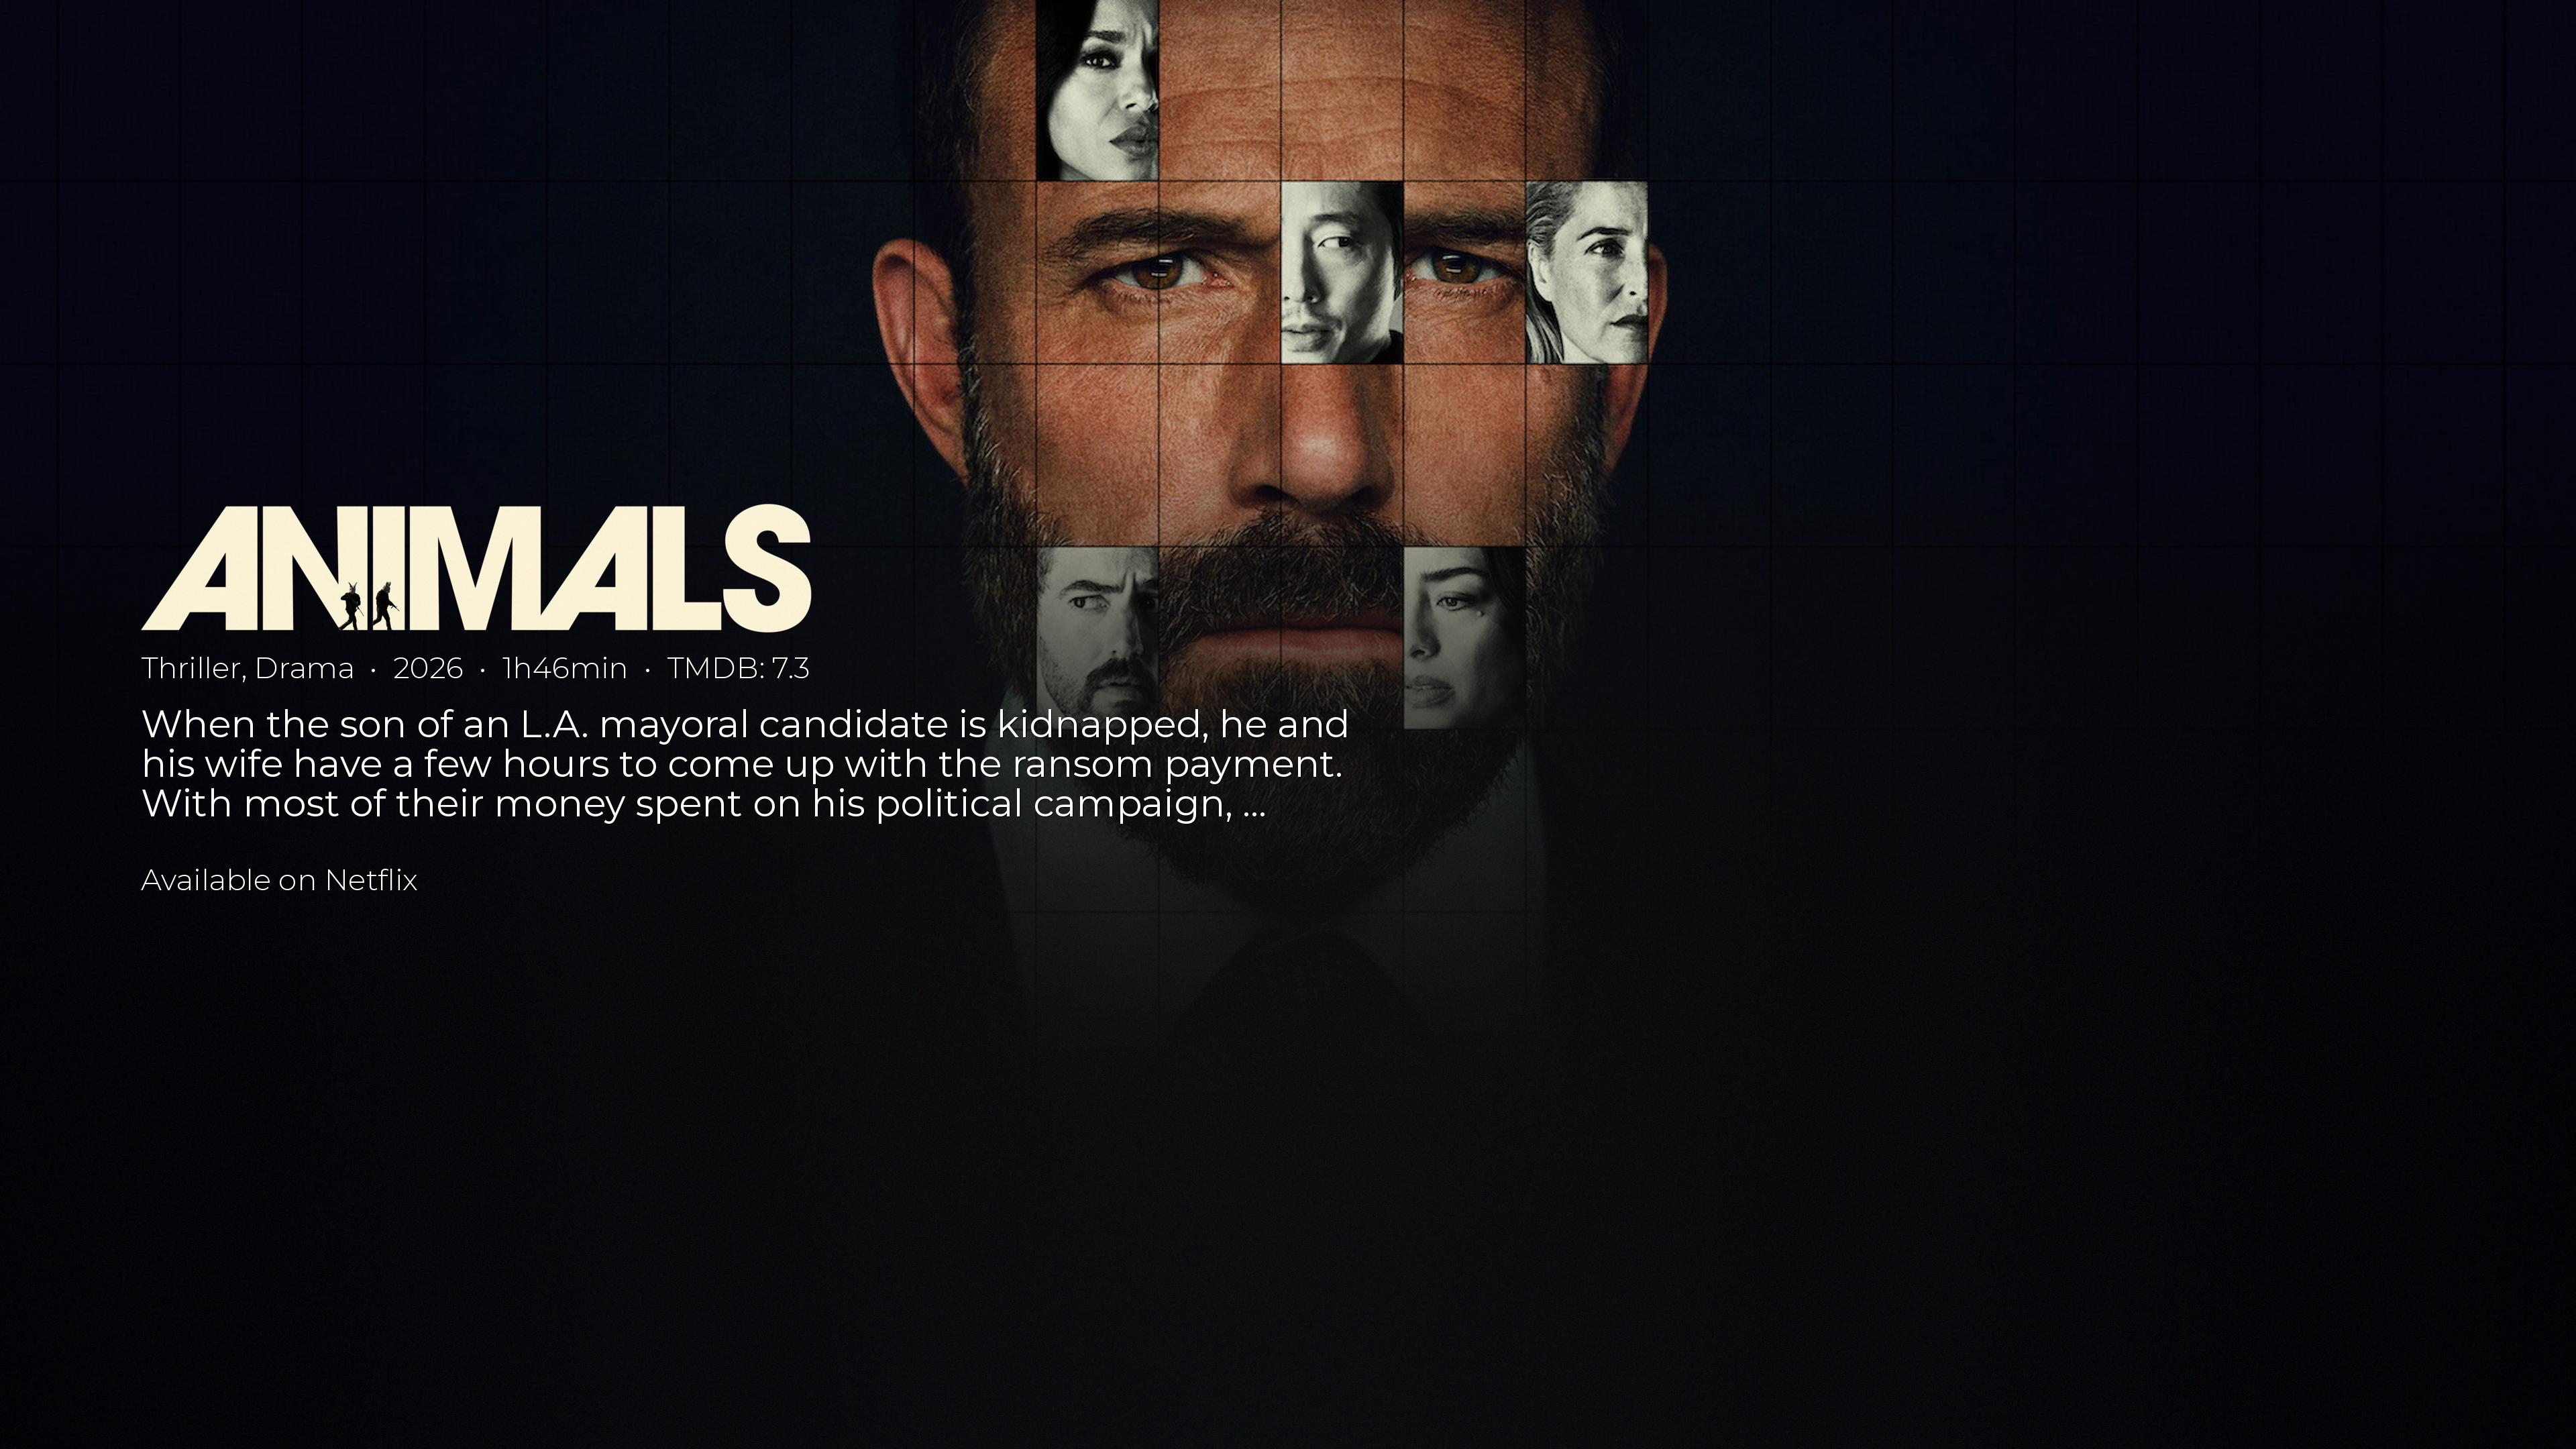 ANIMALS
Thriller, Drama • 2026 • 1h46min • TMDB: 7.3
When the son of an L.A. mayoral candidate is kidnapped, he and
his wife have a few hours to come up with the ransom payment.
With most of their money spent on his political campaign, ...
Available on Netflix